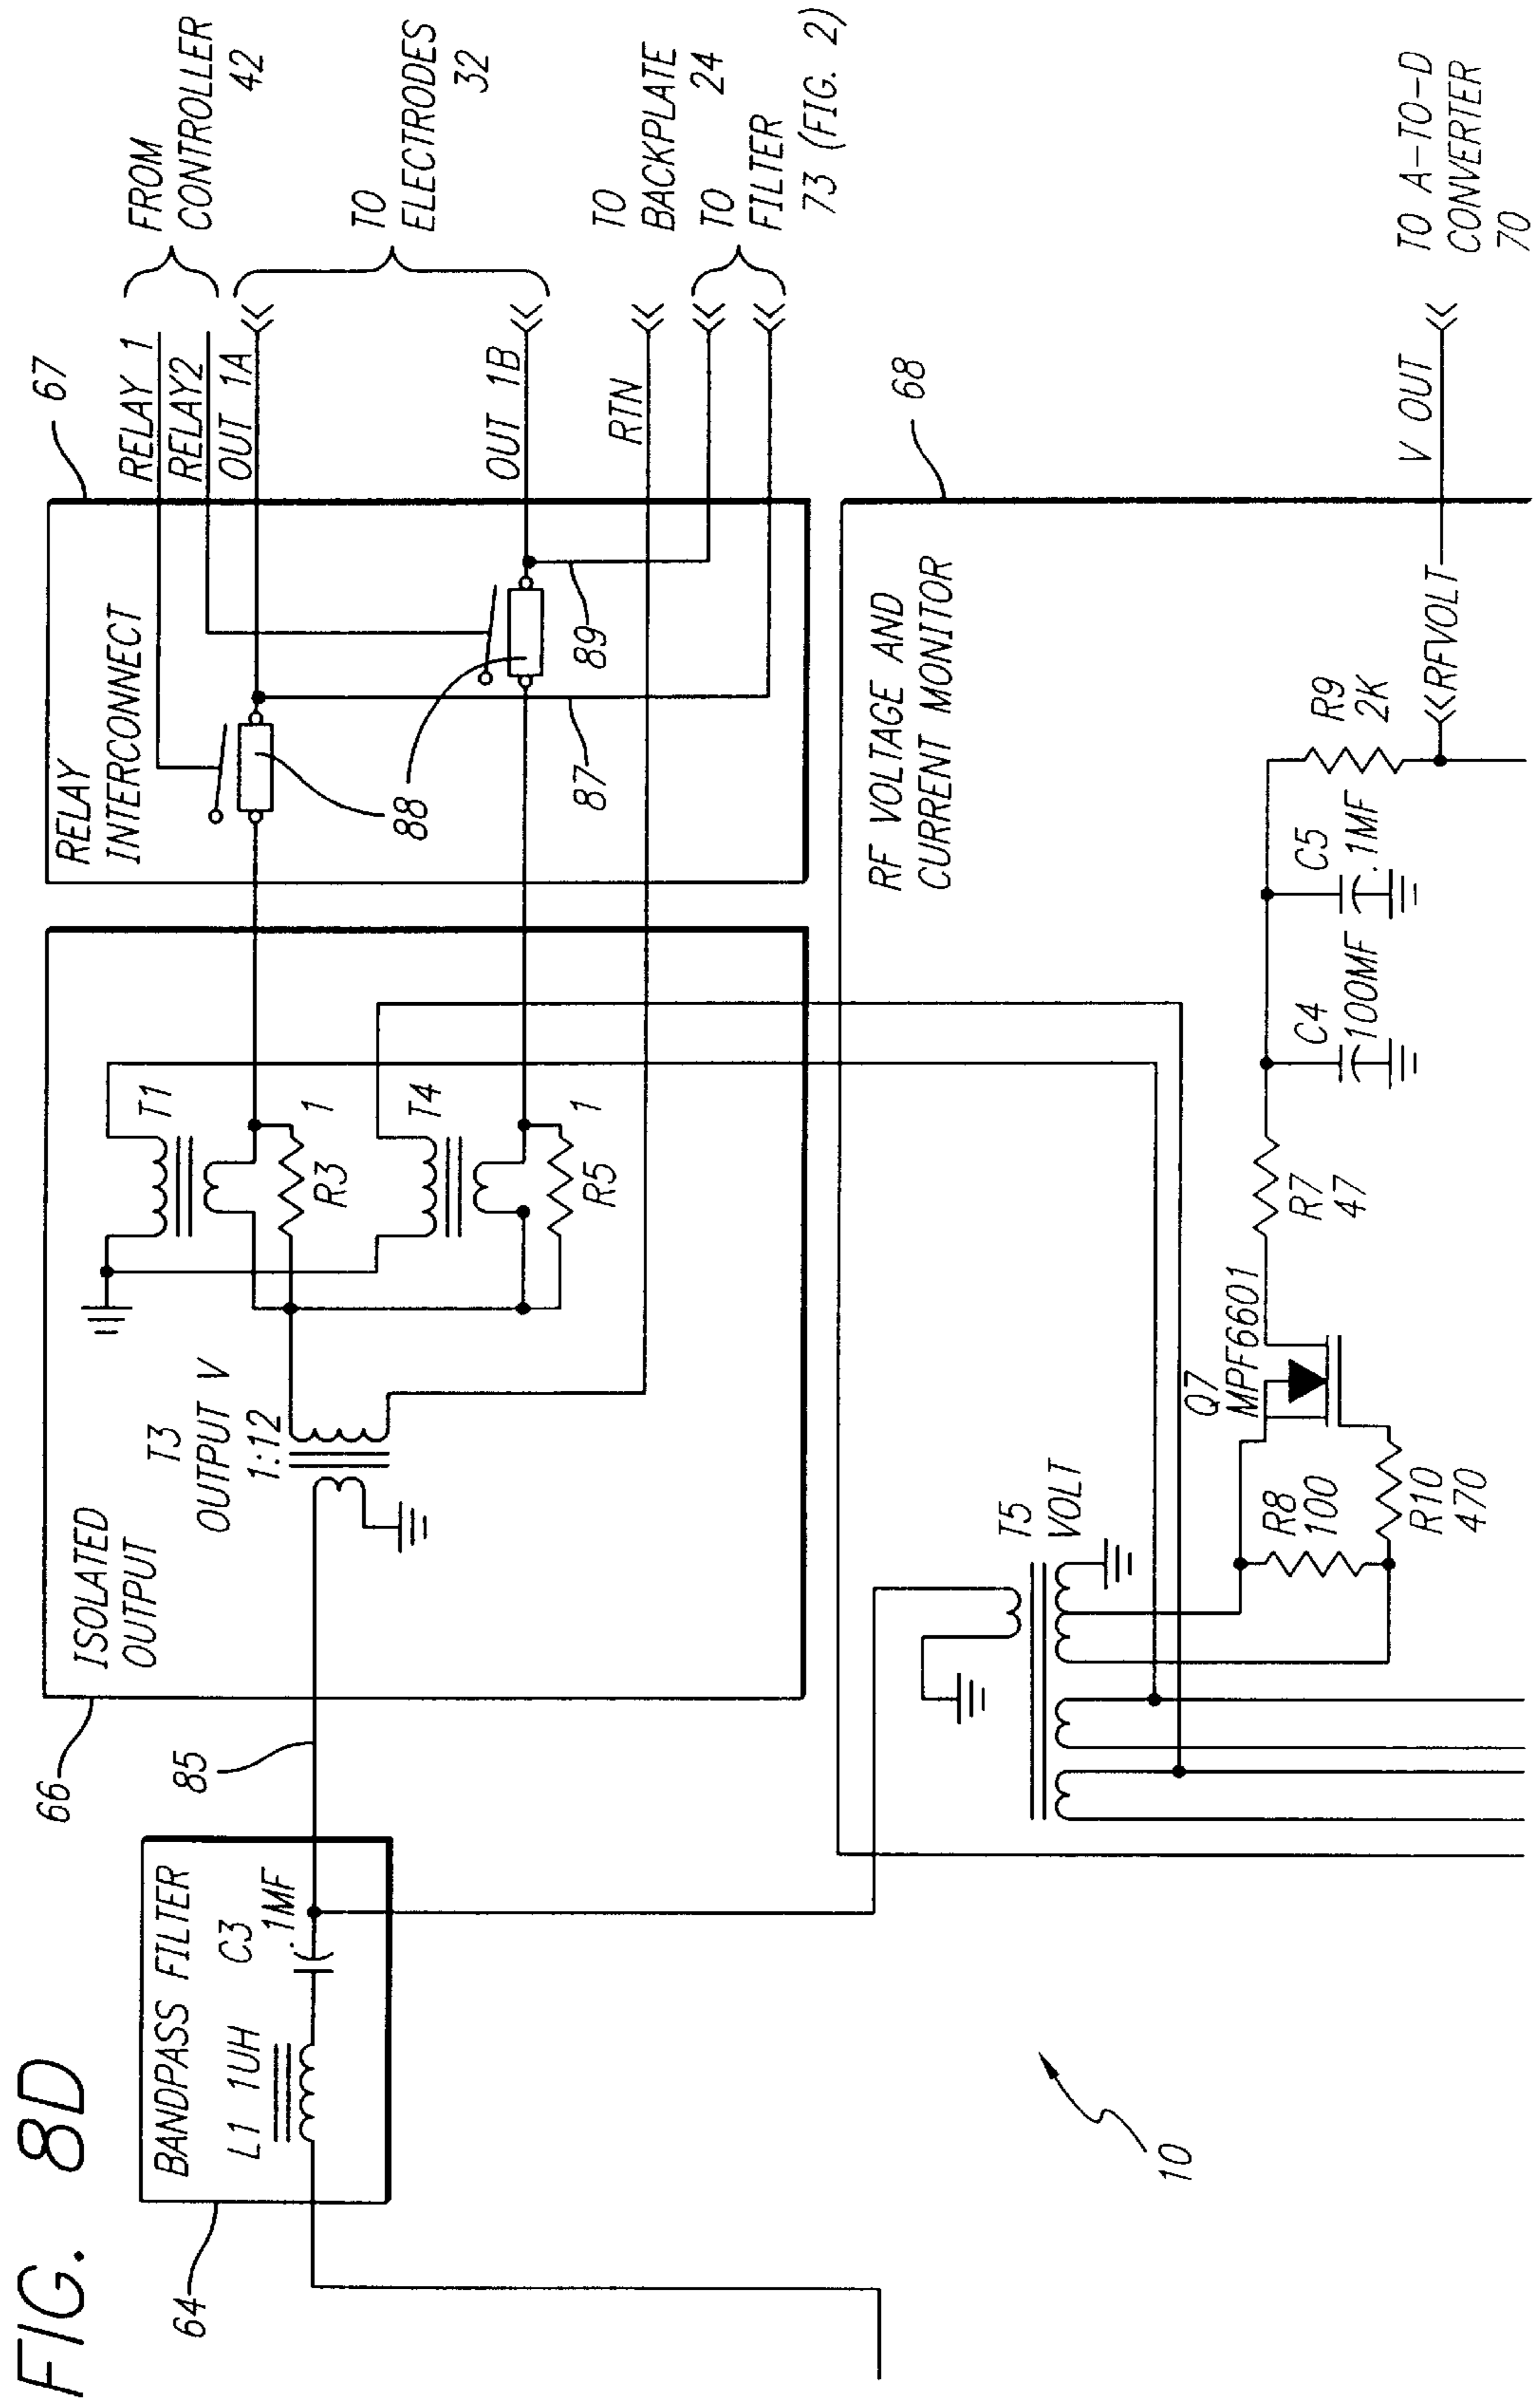 FIG. 8D
64
BANDPASS FILTER
L1 1UH
C3
.1MF
85
66
ISOLATED
OUTPUT
T3
OUTPUT V
1:12
T1
R3
1
T4
R5
1
67
RELAY
INTERCONNECT
88
87
89
RELAY 1
RELAY2
OUT 1A
OUT 1B
RTN
FROM
CONTROLLER
42
TO
ELECTRODES
32
TO
BACKPLATE
24
TO
FILTER
73 (FIG. 2)
68
RF VOLTAGE AND
CURRENT MONITOR
T5
VOLT
R8
100
R10
470
Q7
MPF6601
R7
47
C4
100MF
C5
.1MF
R9
2K
RFVOLT
V OUT
TO A-TO-D
CONVERTER
70
10